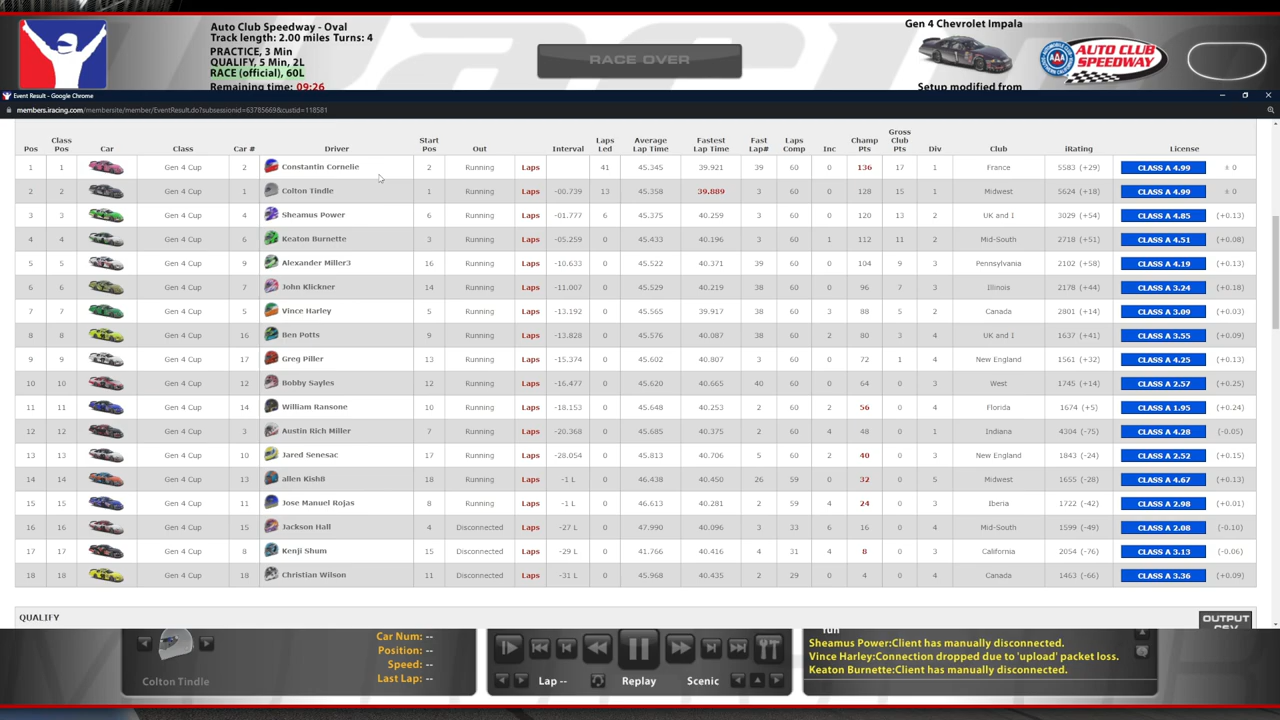 Auto Club Speedway - Oval
Track length: 2.00 miles Turns: 4
PRACTICE, 3 Min
QUALIFY, 5 Min, 2L
RACE (official), 60L
Remaining time: 09:26
RACE OVER
Gen 4 Chevrolet Impala
AAA
AUTO CLUB
SPEEDWAY
Setup modified from
Event Result - Google Chrome
members.iracing.com/membersite/member/EventResult.do?subsessionid=63785669&custid=118581
Pos Class Pos Car Class Car # Driver Start Pos Out Interval Laps Led Average Lap Time Fastest Lap Time Fast Lap# Laps Comp Inc Champ Pts Gross Club Pts Div Club iRating License
1 1 Gen 4 Cup 2 Constantin Cornelie 2 Running Laps 41 45.345 39.921 39 60 0 136 17 1 France 5583 (+29) CLASS A 4.99 ± 0
2 2 Gen 4 Cup 1 Colton Tindle 1 Running Laps -00.739 13 45.358 39.889 3 60 0 128 15 1 Midwest 5624 (+18) CLASS A 4.99 ± 0
3 3 Gen 4 Cup 4 Sheamus Power 6 Running Laps -01.777 6 45.375 40.259 3 60 0 120 13 2 UK and I 3029 (+54) CLASS A 4.85 (+0.13)
4 4 Gen 4 Cup 6 Keaton Burnette 3 Running Laps -05.259 0 45.433 40.196 3 60 1 112 11 2 Mid-South 2718 (+51) CLASS A 4.51 (+0.08)
5 5 Gen 4 Cup 9 Alexander Miller3 16 Running Laps -10.633 0 45.522 40.371 39 60 0 104 9 3 Pennsylvania 2102 (+58) CLASS A 4.19 (+0.13)
6 6 Gen 4 Cup 7 John Klickner 14 Running Laps -11.007 0 45.529 40.219 38 60 0 96 7 3 Illinois 2178 (+44) CLASS A 3.24 (+0.18)
7 7 Gen 4 Cup 5 Vince Harley 5 Running Laps -13.192 0 45.565 39.917 38 60 3 88 5 2 Canada 2801 (+14) CLASS A 3.09 (+0.03)
8 8 Gen 4 Cup 16 Ben Potts 9 Running Laps -13.828 0 45.576 40.087 38 60 2 80 3 4 UK and I 1637 (+41) CLASS A 3.55 (+0.09)
9 9 Gen 4 Cup 17 Greg Piller 13 Running Laps -15.374 0 45.602 40.807 3 60 0 72 1 4 New England 1561 (+32) CLASS A 4.25 (+0.13)
10 10 Gen 4 Cup 12 Bobby Sayles 12 Running Laps -16.477 0 45.620 40.665 40 60 0 64 0 3 West 1745 (+14) CLASS A 2.57 (+0.25)
11 11 Gen 4 Cup 14 William Ransone 10 Running Laps -18.153 0 45.648 40.253 2 60 2 56 0 4 Florida 1674 (+5) CLASS A 1.95 (+0.24)
12 12 Gen 4 Cup 3 Austin Rich Miller 7 Running Laps -20.368 0 45.685 40.375 2 60 4 48 0 1 Indiana 4304 (-75) CLASS A 4.28 (-0.05)
13 13 Gen 4 Cup 10 Jared Senesac 17 Running Laps -28.054 0 45.813 40.706 5 60 2 40 0 3 New England 1843 (-24) CLASS A 2.52 (+0.15)
14 14 Gen 4 Cup 13 allen Kish8 18 Running Laps -1 L 0 46.438 40.450 26 59 0 32 0 5 Midwest 1655 (-28) CLASS A 4.67 (+0.13)
15 15 Gen 4 Cup 11 Jose Manuel Rojas 8 Running Laps -1 L 0 46.613 40.281 2 59 4 24 0 3 Iberia 1722 (-42) CLASS A 2.98 (+0.01)
16 16 Gen 4 Cup 15 Jackson Hall 4 Disconnected Laps -27 L 0 47.990 40.096 3 33 6 16 0 4 Mid-South 1599 (-49) CLASS A 2.08 (-0.10)
17 17 Gen 4 Cup 8 Kenji Shum 15 Disconnected Laps -29 L 0 41.766 40.416 4 31 4 8 0 3 California 2054 (-76) CLASS A 3.13 (-0.06)
18 18 Gen 4 Cup 18 Christian Wilson 11 Disconnected Laps -31 L 0 45.968 40.435 2 29 0 4 0 4 Canada 1463 (-66) CLASS A 3.36 (+0.09)
QUALIFY
OUTPUT
CSV
Colton Tindle
Car Num: --
Position: --
Speed: --
Last Lap: --
Lap --
Replay
Scenic
Yun
Sheamus Power:Client has manually disconnected.
Vince Harley:Connection dropped due to 'upload' packet loss.
Keaton Burnette:Client has manually disconnected.